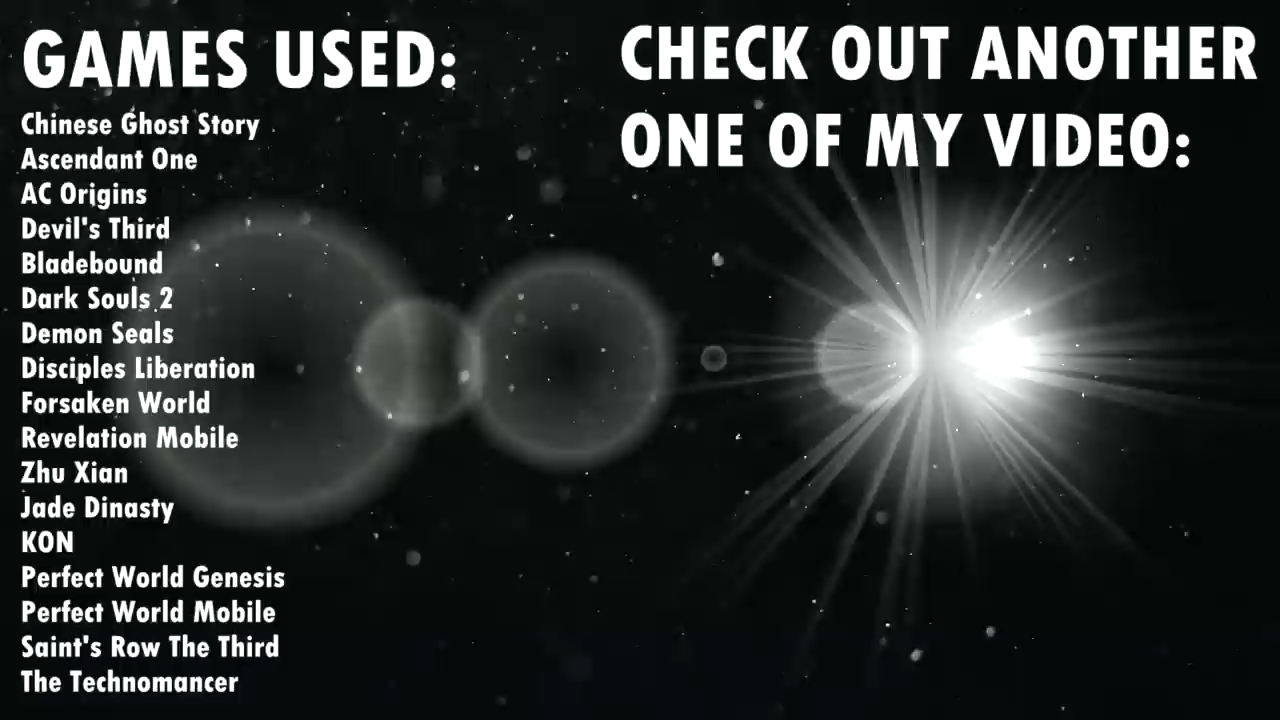 GAMES USED:
Chinese Ghost Story
Ascendant One
AC Origins
Devil's Third
Bladebound
Dark Souls 2
Demon Seals
Disciples Liberation
Forsaken World
Revelation Mobile
Zhu Xian
Jade Dinasty
KON
Perfect World Genesis
Perfect World Mobile
Saint's Row The Third
The Technomancer
CHECK OUT ANOTHER
ONE OF MY VIDEO: